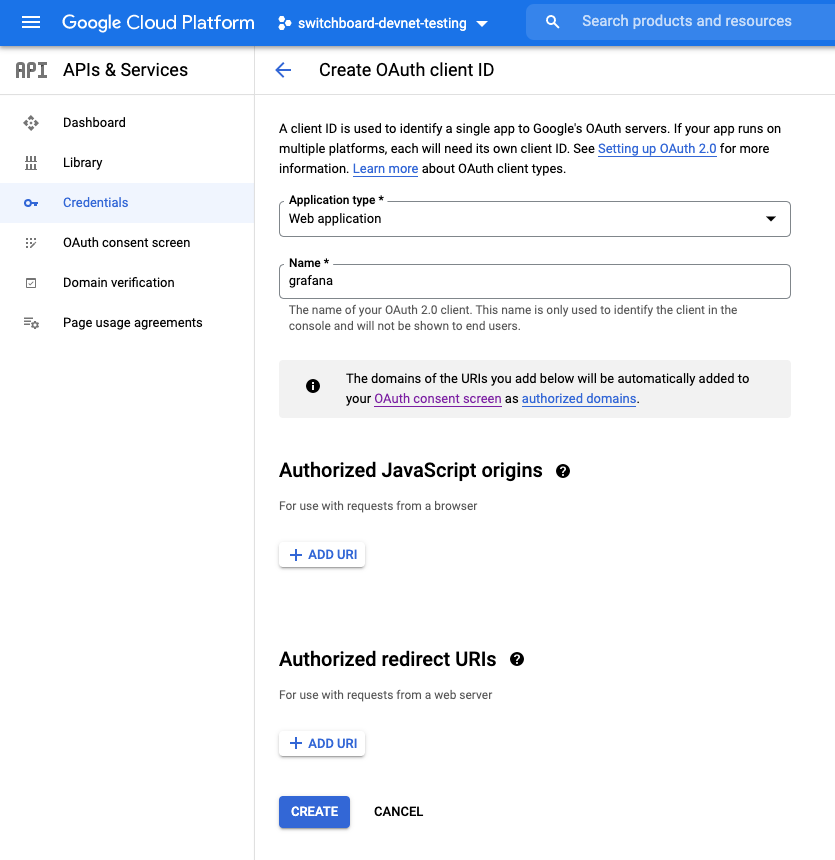 Google Cloud Platform
switchboard-devnet-testing
Search products and resources
API
APIs & Services
Create OAuth client ID
Dashboard
Library
Credentials
OAuth consent screen
Domain verification
Page usage agreements
A client ID is used to identify a single app to Google's OAuth servers. If your app runs on
multiple platforms, each will need its own client ID. See Setting up OAuth 2.0 for more
information. Learn more about OAuth client types.
Application type *
Web application
Name *
grafana
The name of your OAuth 2.0 client. This name is only used to identify the client in the
console and will not be shown to end users.
The domains of the URIs you add below will be automatically added to
your OAuth consent screen as authorized domains.
Authorized JavaScript origins
For use with requests from a browser
+ ADD URI
Authorized redirect URIs
For use with requests from a web server
+ ADD URI
CREATE
CANCEL